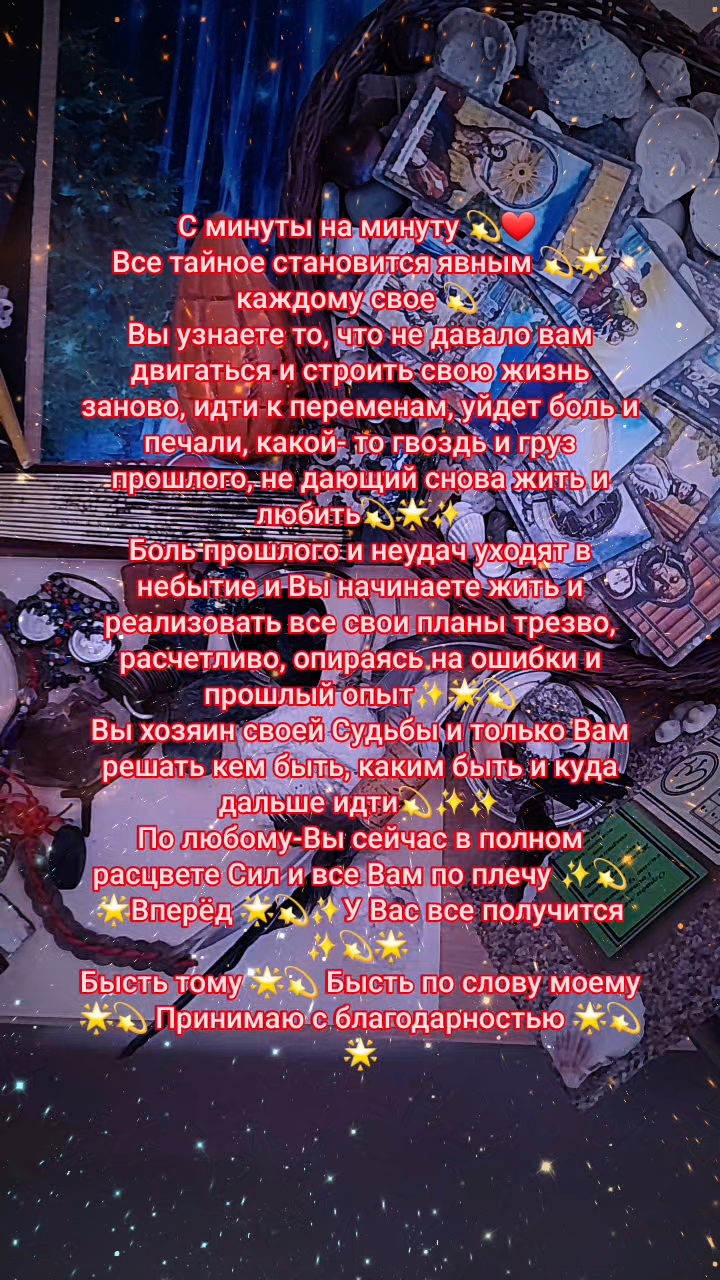 С минуты на минуту 💫❤️
Все тайное становится явным 💫🌟
каждому свое 💫
Вы узнаете то, что не давало вам
двигаться и строить свою жизнь
заново, идти к переменам, уйдет боль и
печали, какой- то гвоздь и груз
прошлого, не дающий снова жить и
любить💫🌟✨
Боль прошлого и неудач уходят в
небытие и Вы начинаете жить и
реализовать все свои планы трезво,
расчетливо, опираясь на ошибки и
прошлый опыт✨🌟💫
Вы хозяин своей Судьбы и только Вам
решать кем быть, каким быть и куда
дальше идти💫✨✨
По любому-Вы сейчас в полном
расцвете Сил и все Вам по плечу ✨💫
🌟Вперёд 🌟💫✨ У Вас все получится
✨💫🌟
Бысть тому 🌟💫 Бысть по слову моему
🌟💫 Принимаю с благодарностью 🌟💫
🌟